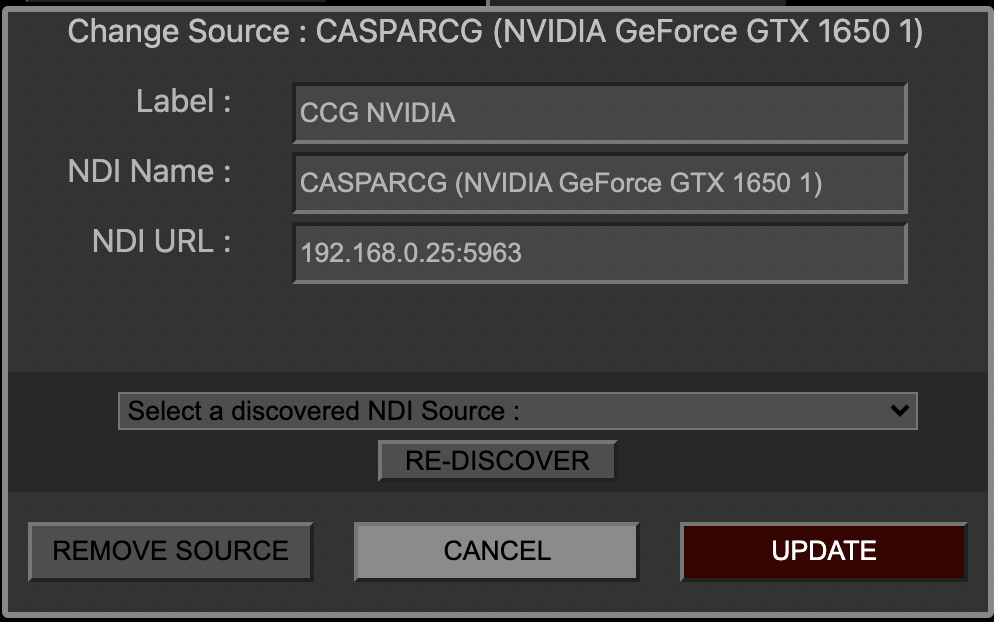 Change Source : CASPARCG (NVIDIA GeForce GTX 1650 1)
Label : CCG NVIDIA
NDI Name : CASPARCG (NVIDIA GeForce GTX 1650 1)
NDI URL : 192.168.0.25:5963
Select a discovered NDI Source :
RE-DISCOVER
REMOVE SOURCE CANCEL UPDATE